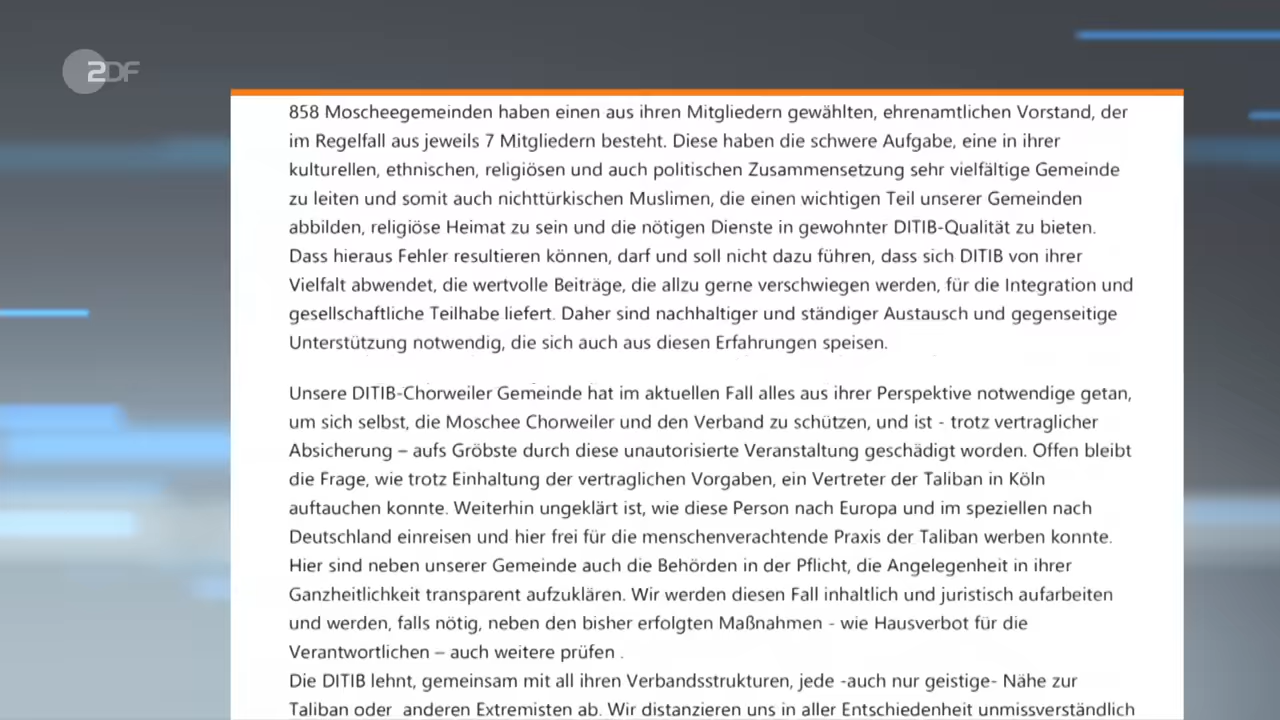 ZDF
858 Moscheegemeinden haben einen aus ihren Mitgliedern gewählten, ehrenamtlichen Vorstand, der
im Regelfall aus jeweils 7 Mitgliedern besteht. Diese haben die schwere Aufgabe, eine in ihrer
kulturellen, ethnischen, religiösen und auch politischen Zusammensetzung sehr vielfältige Gemeinde
zu leiten und somit auch nichttürkischen Muslimen, die einen wichtigen Teil unserer Gemeinden
abbilden, religiöse Heimat zu sein und die nötigen Dienste in gewohnter DITIB-Qualität zu bieten.
Dass hieraus Fehler resultieren können, darf und soll nicht dazu führen, dass sich DITIB von ihrer
Vielfalt abwendet, die wertvolle Beiträge, die allzu gerne verschwiegen werden, für die Integration und
gesellschaftliche Teilhabe liefert. Daher sind nachhaltiger und ständiger Austausch und gegenseitige
Unterstützung notwendig, die sich auch aus diesen Erfahrungen speisen.
Unsere DITIB-Chorweiler Gemeinde hat im aktuellen Fall alles aus ihrer Perspektive notwendige getan,
um sich selbst, die Moschee Chorweiler und den Verband zu schützen, und ist - trotz vertraglicher
Absicherung – aufs Gröbste durch diese unautorisierte Veranstaltung geschädigt worden. Offen bleibt
die Frage, wie trotz Einhaltung der vertraglichen Vorgaben, ein Vertreter der Taliban in Köln
auftauchen konnte. Weiterhin ungeklärt ist, wie diese Person nach Europa und im speziellen nach
Deutschland einreisen und hier frei für die menschenverachtende Praxis der Taliban werben konnte.
Hier sind neben unserer Gemeinde auch die Behörden in der Pflicht, die Angelegenheit in ihrer
Ganzheitlichkeit transparent aufzuklären. Wir werden diesen Fall inhaltlich und juristisch aufarbeiten
und werden, falls nötig, neben den bisher erfolgten Maßnahmen - wie Hausverbot für die
Verantwortlichen – auch weitere prüfen .
Die DITIB lehnt, gemeinsam mit all ihren Verbandsstrukturen, jede -auch nur geistige- Nähe zur
Taliban oder  anderen Extremisten ab. Wir distanzieren uns in aller Entschiedenheit unmissverständlich